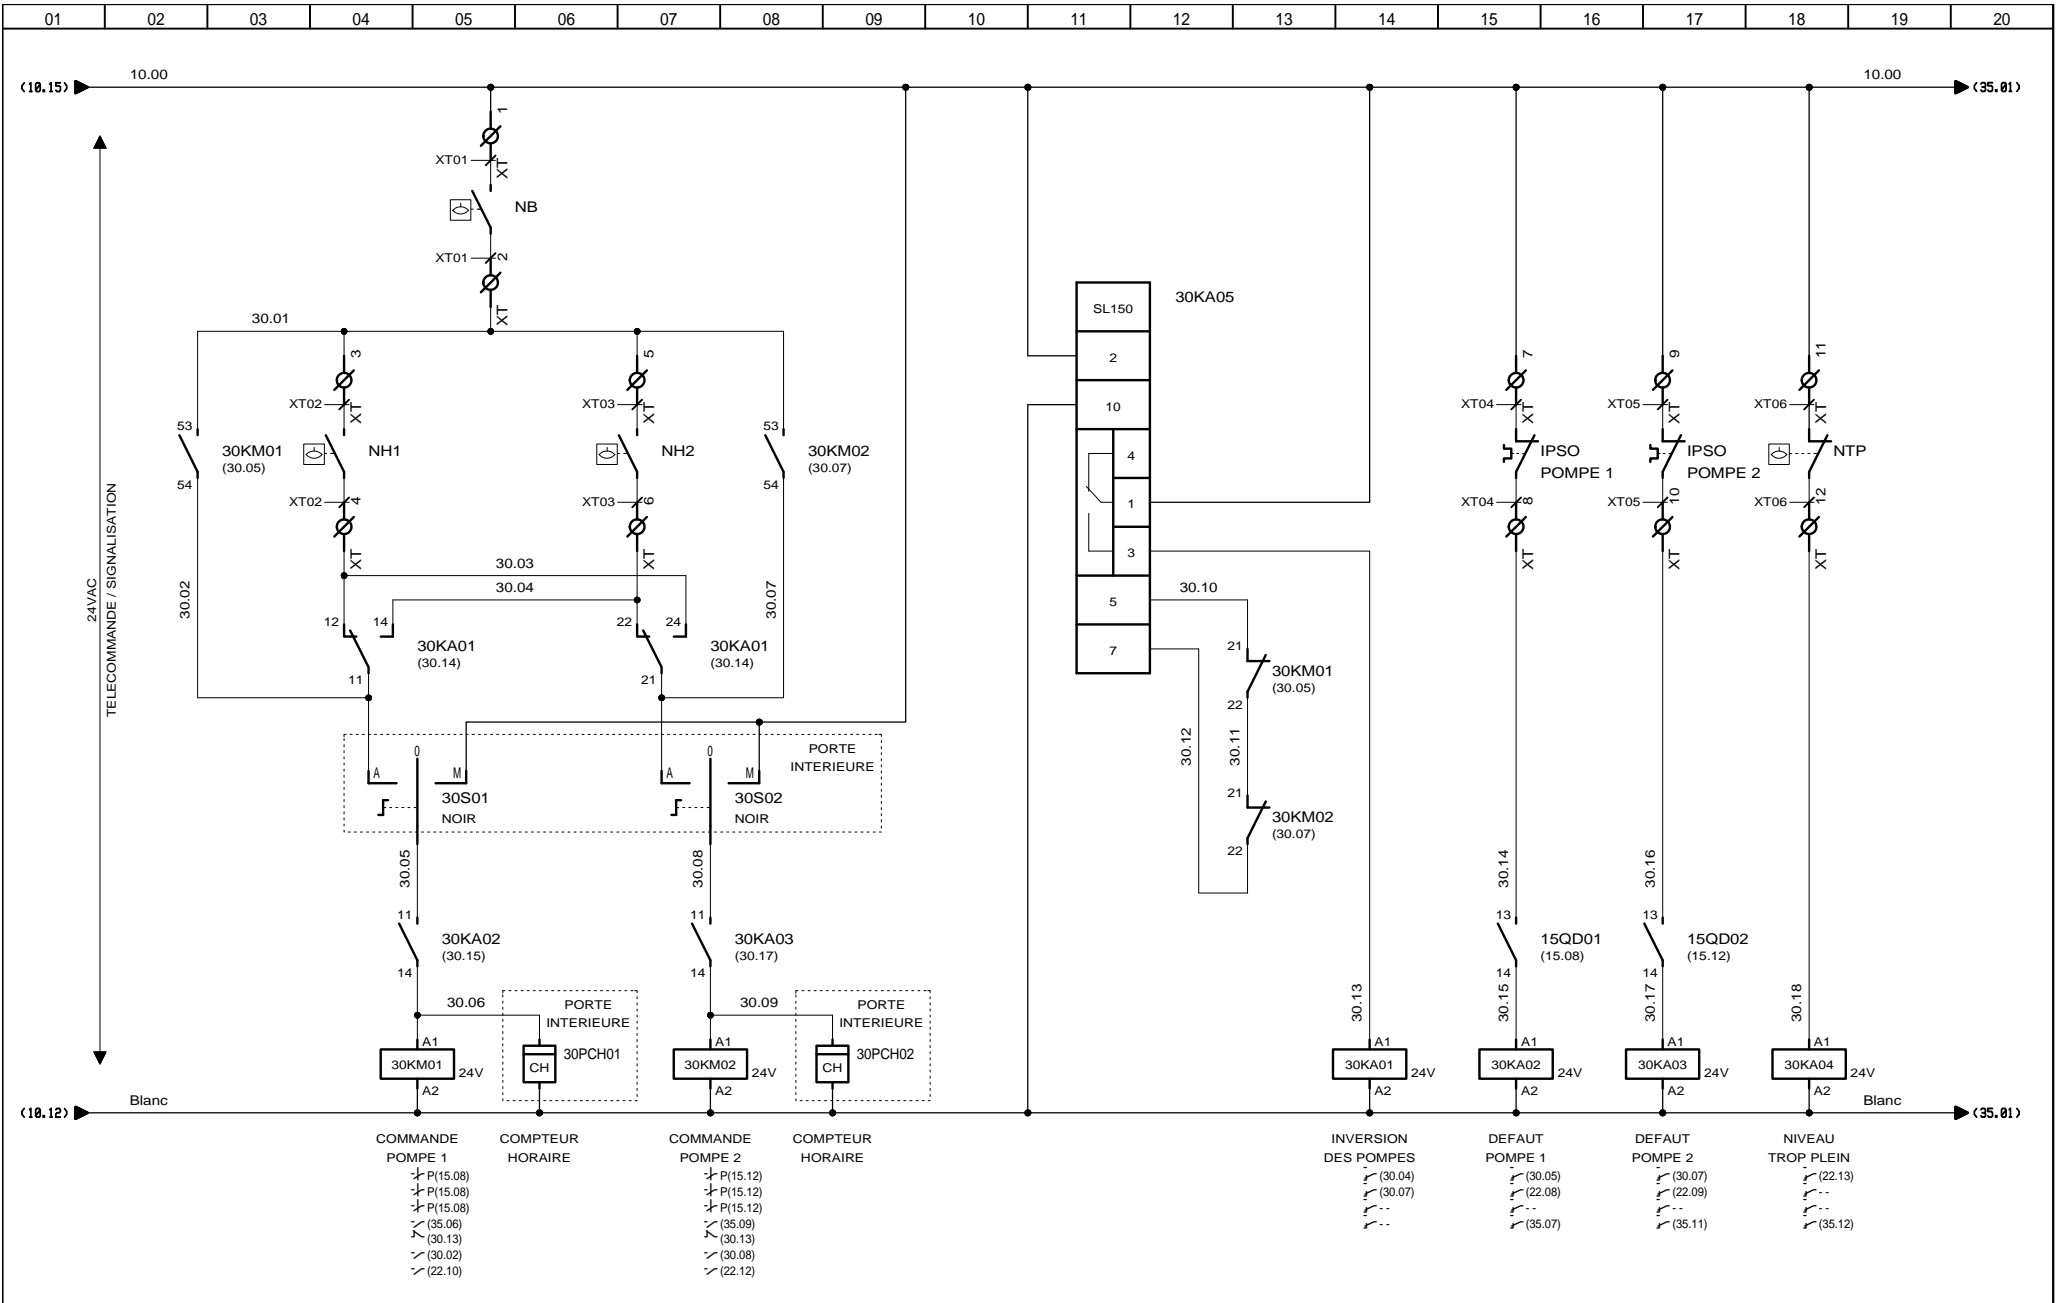 01 02 03 04 05 06 07 08 09 10 11 12 13 14 15 16 17 18 19 20
(10.15) 10.00 10.00 (35.01)
24VAC
TELECOMMANDE / SIGNALISATION
1
XT01 XT
NB
XT01 2
XT
30.01
3
XT02 XT
NH1
XT02 4
XT
5
XT03 XT
NH2
XT03 6
XT
53
30KM01
(30.05)
54
53
30KM02
(30.07)
54
30.02
30.03
30.04
30.07
12 14
30KA01
(30.14)
11
22 24
30KA01
(30.14)
21
PORTE
INTERIEURE
A 0 M
30S01
NOIR
A 0 M
30S02
NOIR
30.05
30.08
11
30KA02
(30.15)
14
11
30KA03
(30.17)
14
30.06
PORTE
INTERIEURE
30PCH01
CH
30.09
PORTE
INTERIEURE
30PCH02
CH
A1
30KM01
24V
A2
A1
30KM02
24V
A2
SL150
30KA05
2
10
4
1
3
5
7
30.10
21
30KM01
(30.05)
22
30.12
30.11
21
30KM02
(30.07)
22
30.13
A1
30KA01
24V
A2
7
XT04 XT
IPSO
POMPE 1
XT04 8
XT
30.14
13
15QD01
(15.08)
14
30.15
A1
30KA02
24V
A2
9
XT05 XT
IPSO
POMPE 2
XT05 10
XT
30.16
13
15QD02
(15.12)
14
30.17
A1
30KA03
24V
A2
11
XT06 XT
NTP
XT06 12
XT
30.18
A1
30KA04
24V
A2
(10.12) Blanc Blanc (35.01)
COMMANDE
POMPE 1
P(15.08)
P(15.08)
P(15.08)
(35.06)
(30.13)
(30.02)
(22.10)
COMPTEUR
HORAIRE
COMMANDE
POMPE 2
P(15.12)
P(15.12)
P(15.12)
(35.09)
(30.13)
(30.08)
(22.12)
COMPTEUR
HORAIRE
INVERSION
DES POMPES
(30.04)
(30.07)
--
--
DEFAUT
POMPE 1
(30.05)
(22.08)
--
(35.07)
DEFAUT
POMPE 2
(30.07)
(22.09)
--
(35.11)
NIVEAU
TROP PLEIN
(22.13)
--
--
(35.12)